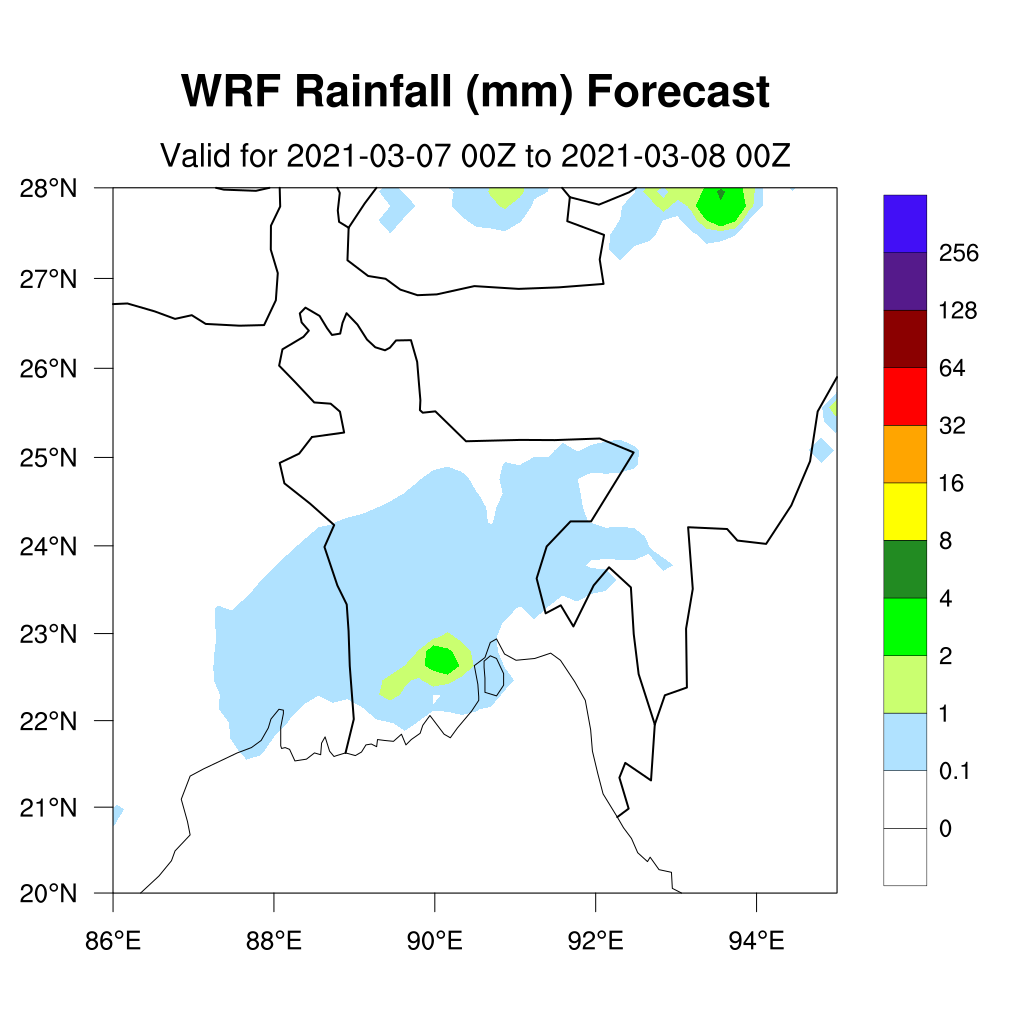 WRF Rainfall (mm) Forecast
Valid for 2021-03-07 00Z to 2021-03-08 00Z
28°N
27°N
26°N
25°N
24°N
23°N
22°N
21°N
20°N
86°E 88°E 90°E 92°E 94°E
256
128
64
32
16
8
4
2
1
0.1
0